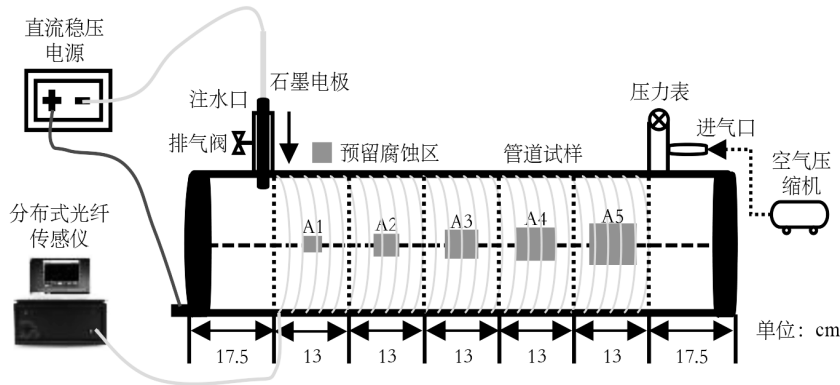 直流稳压
电源
石墨电极
注水口
排气阀
预留腐蚀区
管道试样
压力表
进气口
空气压
缩机
分布式光纤
传感仪
A1
A2
A3
A4
A5
17.5
13
13
13
13
13
17.5
单位：cm